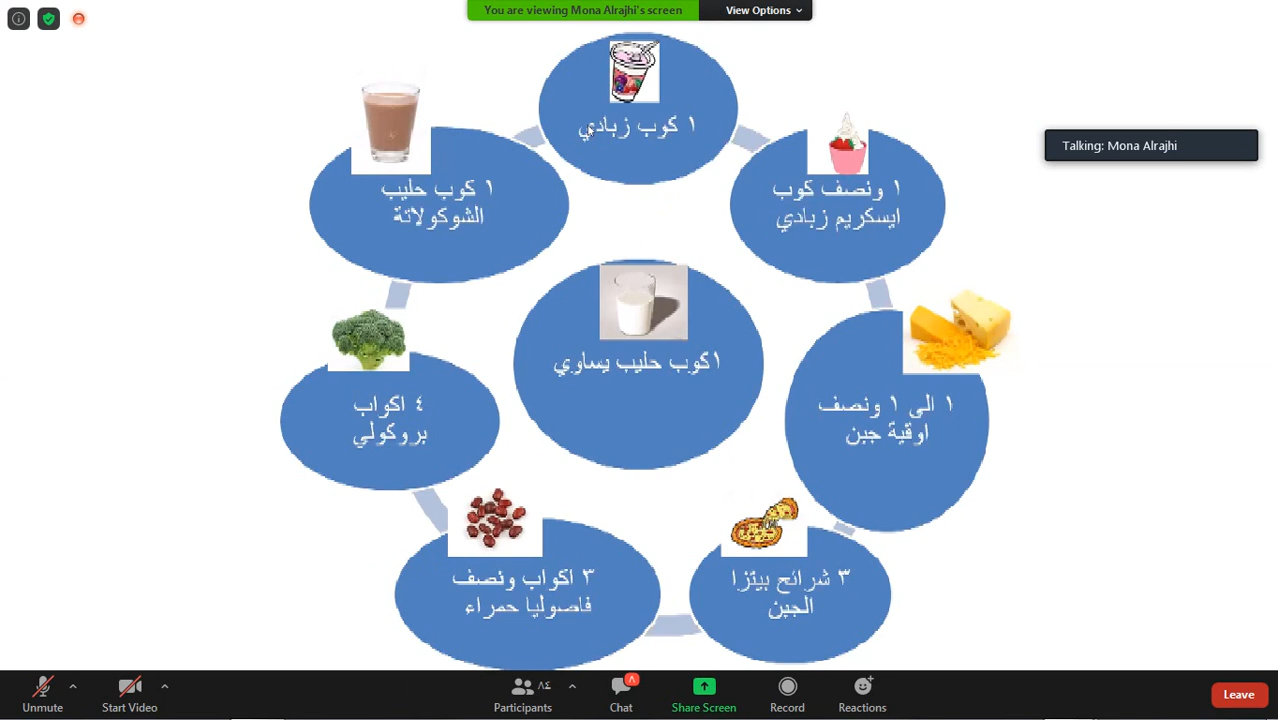 You are viewing Mona Alrajhi's screen
View Options
Talking: Mona Alrajhi
١ كوب زبادي
١ ونصف كوب
ايسكريم زبادي
١ الى ١ ونصف
اوقية جبن
٣ شرائح بيتزا
الجبن
٣ اكواب ونصف
فاصوليا حمراء
٤ اكواب
بروكولي
١ كوب حليب
الشوكولاتة
١كوب حليب يساوي
Unmute
Start Video
Participants
٨٤
Chat
٨
Share Screen
Record
Reactions
Leave